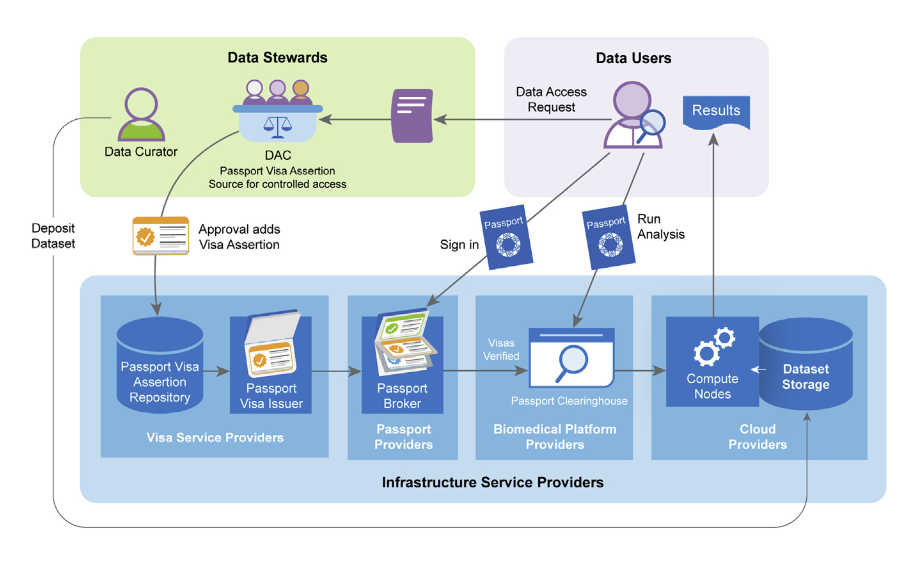 Data Stewards
Data Users
Data Curator
DAC
Passport Visa Assertion
Source for controlled access
Data Access
Request
Results
Deposit
Dataset
Approval adds
Visa Assertion
Sign in
Passport
Passport
Run
Analysis
Passport Visa
Assertion
Repository
Passport
Visa Issuer
Visa Service Providers
Passport
Broker
Passport
Providers
Visas
Verified
Passport Clearinghouse
Biomedical Platform
Providers
Compute
Nodes
Dataset
Storage
Cloud
Providers
Infrastructure Service Providers